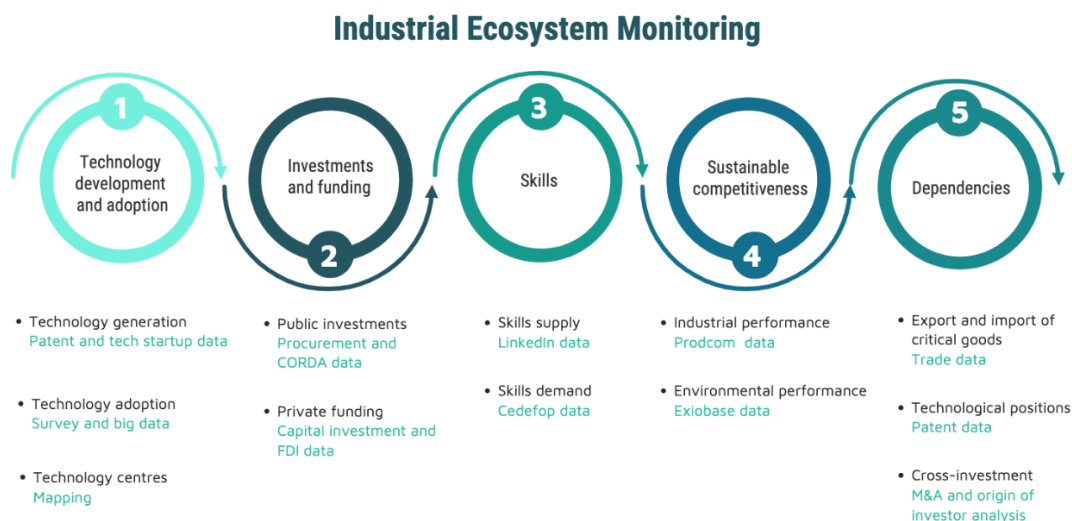 Industrial Ecosystem Monitoring
1
Technology
development
and adoption
• Technology generation
Patent and tech startup data
• Technology adoption
Survey and big data
• Technology centres
Mapping
Investments
and funding
2
• Public investments
Procurement and
CORDA data
• Private funding
Capital investment and
FDI data
3
Skills
• Skills supply
LinkedIn data
• Skills demand
Cedefop data
Sustainable
competitiveness
4
• Industrial performance
Prodcom data
• Environmental performance
Exiobase data
5
Dependencies
• Export and import of
critical goods
Trade data
• Technological positions
Patent data
• Cross-investment
M&A and origin of
investor analysis